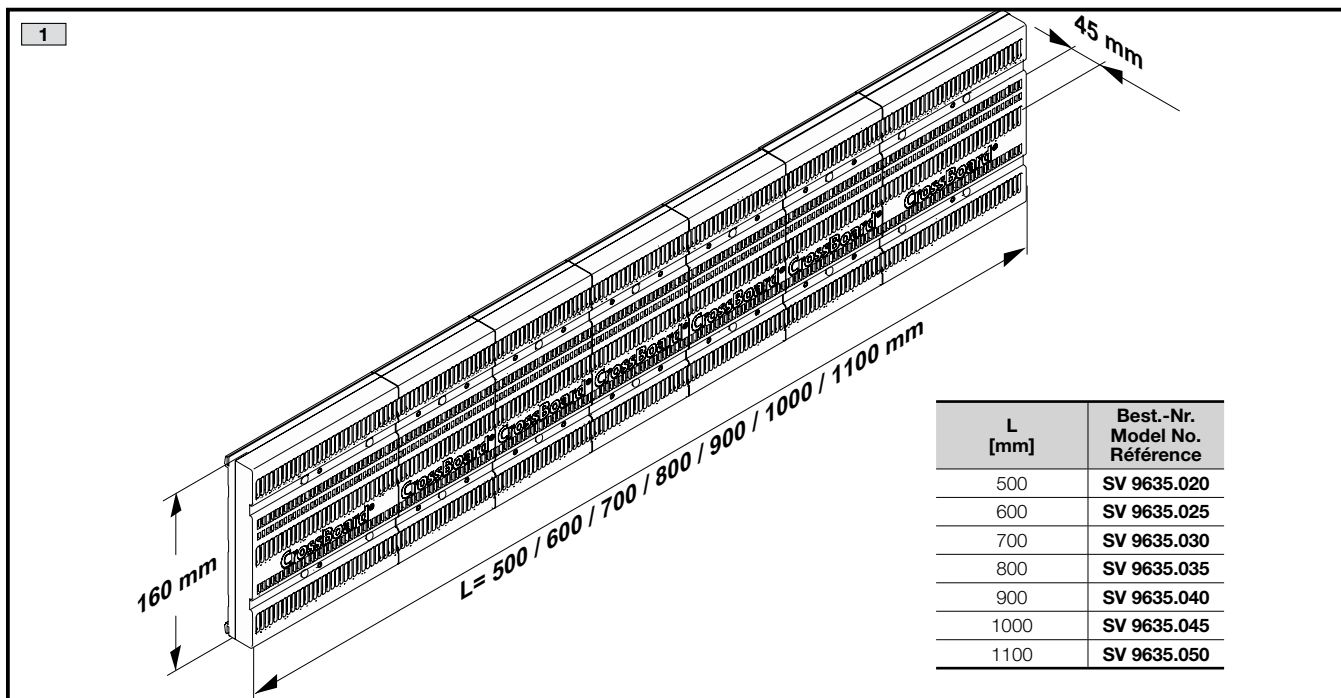 1
45 mm
CrossBoard®
CrossBoard®
CrossBoard®
CrossBoard®
CrossBoard®
CrossBoard®
CrossBoard®
160 mm
L= 500 / 600 / 700 / 800 / 900 / 1000 / 1100 mm
L
[mm]
Best.-Nr.
Model No.
Référence
500 SV 9635.020
600 SV 9635.025
700 SV 9635.030
800 SV 9635.035
900 SV 9635.040
1000 SV 9635.045
1100 SV 9635.050